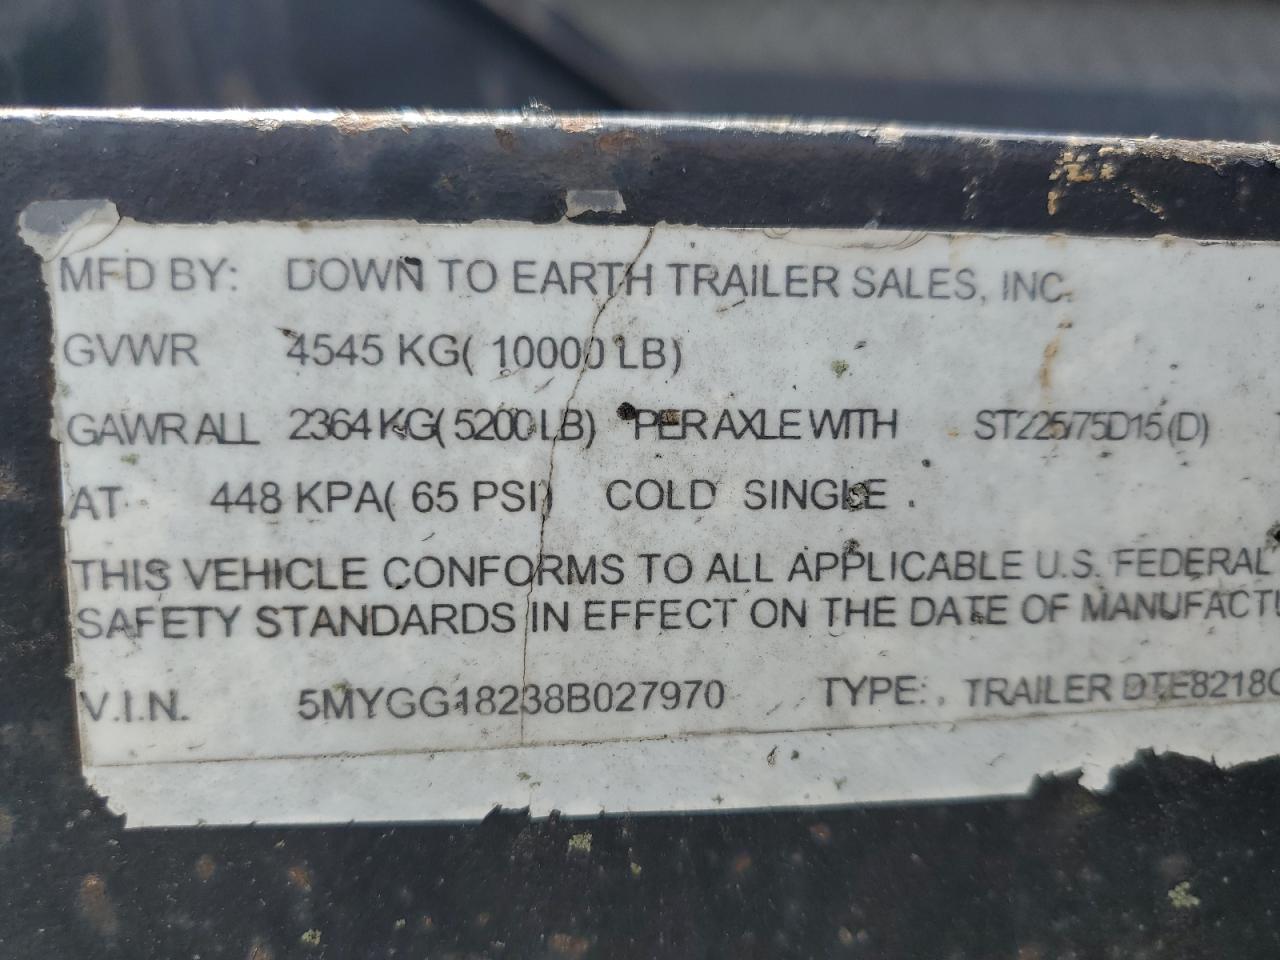 MFD BY: DOWN TO EARTH TRAILER SALES, INC.
GVWR 4545 KG( 10000 LB)
GAWR ALL 2364 KG( 5200 LB) PER AXLE WITH ST225/75D15 (D)
AT 448 KPA( 65 PSI) COLD SINGLE .
THIS VEHICLE CONFORMS TO ALL APPLICABLE U.S. FEDERAL
SAFETY STANDARDS IN EFFECT ON THE DATE OF MANUFACT
V.I.N. 5MYGG18238B027970 TYPE: . TRAILER DTE8218